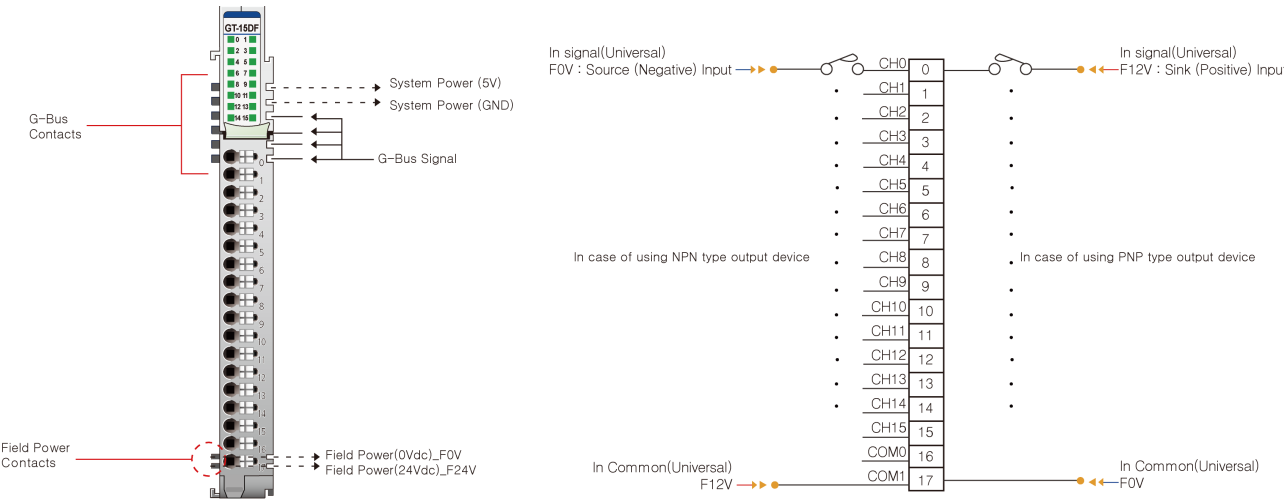 GT-15DF
0 1
2 3
4 5
6 7
8 9
10 11
12 13
14 15
System Power (5V)
System Power (GND)
G-Bus
Contacts
G-Bus Signal
0
1
2
3
4
5
6
7
8
9
10
11
12
13
14
15
16
17
Field Power
Contacts
Field Power(0Vdc)_F0V
Field Power(24Vdc)_F24V
In signal(Universal)
F0V : Source (Negative) Input
In signal(Universal)
F12V : Sink (Positive) Inpu
CH0 0
CH1 1
CH2 2
CH3 3
CH4 4
CH5 5
CH6 6
CH7 7
CH8 8
CH9 9
CH10 10
CH11 11
CH12 12
CH13 13
CH14 14
CH15 15
COM0 16
COM1 17
In case of using NPN type output device
In case of using PNP type output device
In Common(Universal)
F12V
In Common(Universal)
F0V